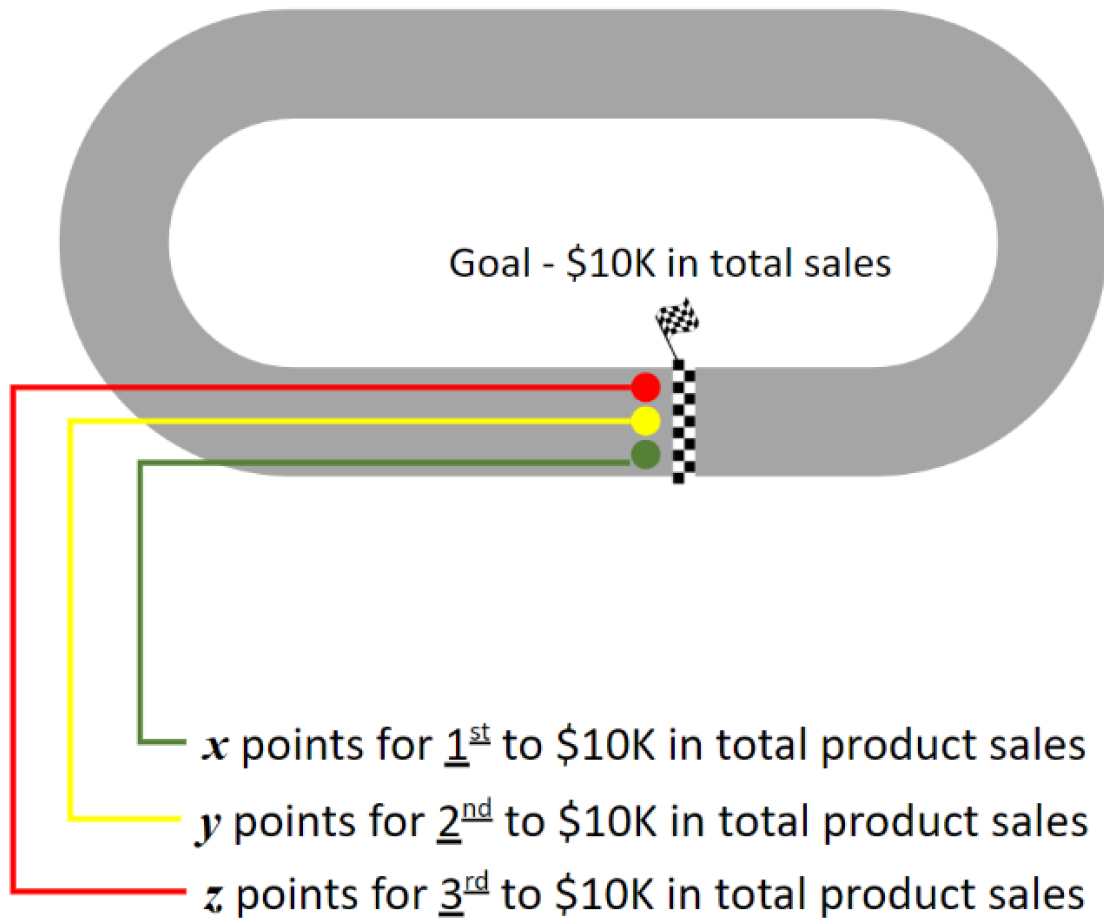 Goal - $10K in total sales
x points for 1st to $10K in total product sales
y points for 2nd to $10K in total product sales
z points for 3rd to $10K in total product sales